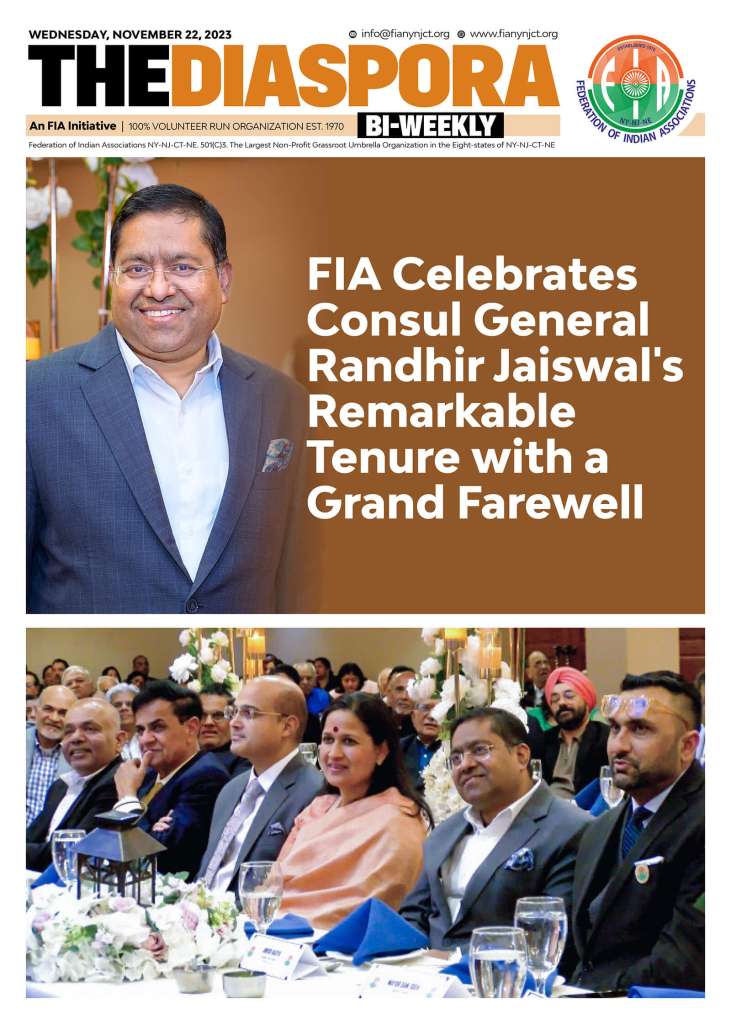 WEDNESDAY, NOVEMBER 22, 2023
info@fianynjct.org www.fianynjct.org
THEDIASPORA
An FIA Initiative | 100% VOLUNTEER RUN ORGANIZATION EST. 1970
BI-WEEKLY
Federation of Indian Associations NY-NJ-CT-NE. 501(C)3. The Largest Non-Profit Grassroot Umbrella Organization in the Eight-states of NY-NJ-CT-NE
ESTABLISHED 1970
FIA
NY-NJ-NE
FEDERATION OF INDIAN ASSOCIATIONS
FIA Celebrates
Consul General
Randhir Jaiswal's
Remarkable
Tenure with a
Grand Farewell